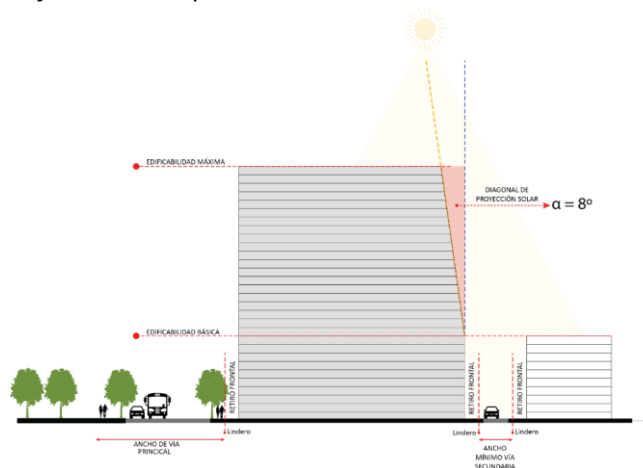 EDIFICABILIDAD MÁXIMA
DIAGONAL DE
PROYECCIÓN SOLAR
α = 8º
EDIFICABILIDAD BÁSICA
RETIRO FRONTAL
RETIRO FRONTAL
RETIRO FRONTAL
Lindero
Lindero
Lindero
ANCHO DE VIA
PRINCICAL
ANCHO
MÍNIMO VÍA
SECUNDARIA